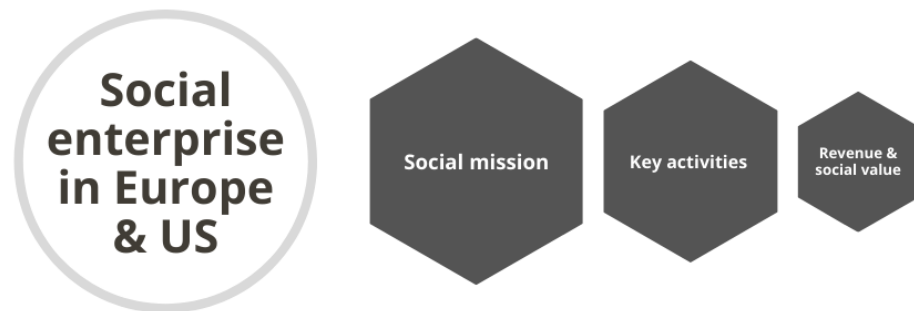 Social
enterprise
in Europe
& US
Social mission
Key activities
Revenue &
social value